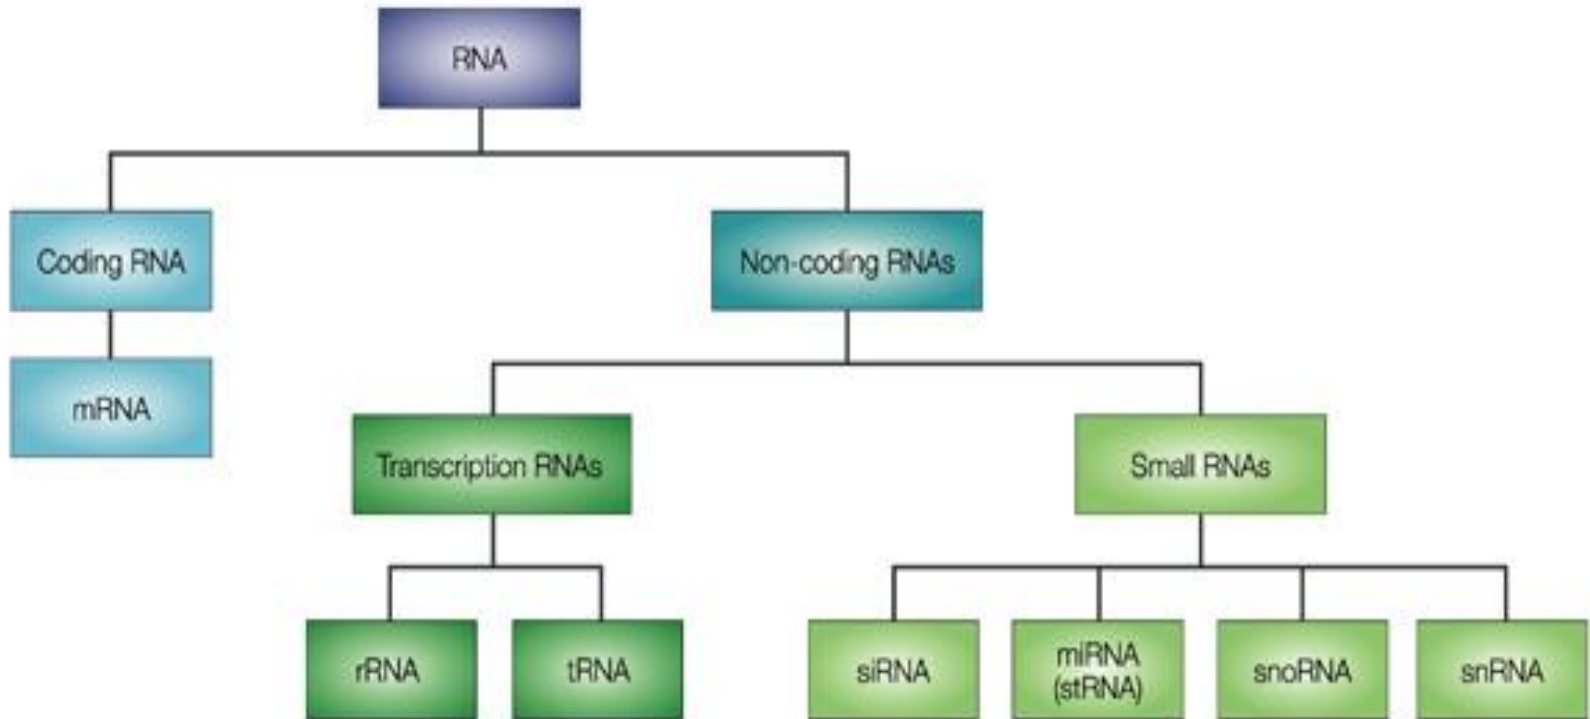 RNA
Coding RNA
Non-coding RNAs
mRNA
Transcription RNAs
Small RNAs
rRNA
tRNA
siRNA
miRNA
(stRNA)
snoRNA
snRNA